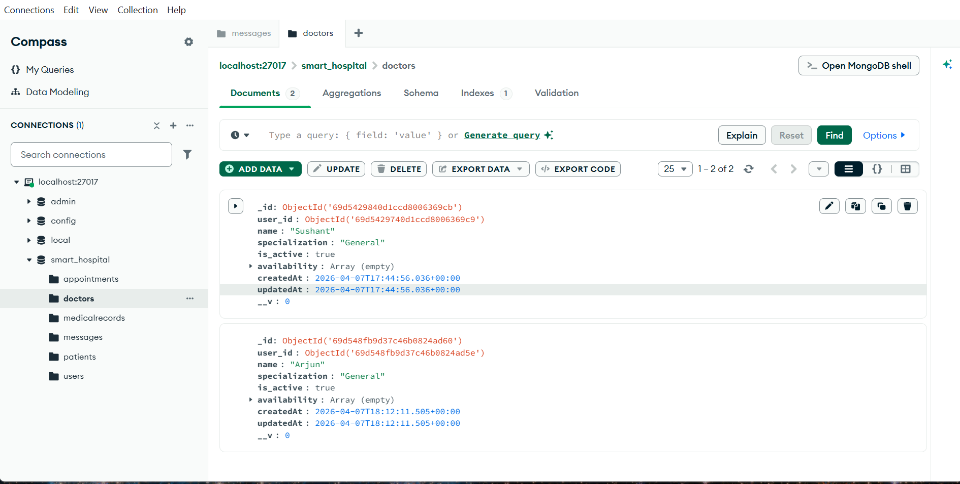 Connections Edit View Collection Help
Compass
My Queries
Data Modeling
CONNECTIONS (1)
Search connections
localhost:27017
admin
config
local
smart_hospital
appointments
doctors
medicalrecords
messages
patients
users
messages
doctors
localhost:27017 > smart_hospital > doctors
>_ Open MongoDB shell
Documents 2 Aggregations Schema Indexes 1 Validation
Type a query: { field: 'value' } or Generate query
Explain Reset Find Options
ADD DATA UPDATE DELETE EXPORT DATA EXPORT CODE
25 1 – 2 of 2
_id: ObjectId('69d5429840d1ccd8006369cb')
user_id: ObjectId('69d5429740d1ccd8006369c9')
name: "Sushant"
specialization: "General"
is_active: true
availability: Array (empty)
createdAt: 2026-04-07T17:44:56.036+00:00
updatedAt: 2026-04-07T17:44:56.036+00:00
__v: 0
_id: ObjectId('69d548fb9d37c46b0824ad60')
user_id: ObjectId('69d548fb9d37c46b0824ad5e')
name: "Arjun"
specialization: "General"
is_active: true
availability: Array (empty)
createdAt: 2026-04-07T18:12:11.505+00:00
updatedAt: 2026-04-07T18:12:11.505+00:00
__v: 0